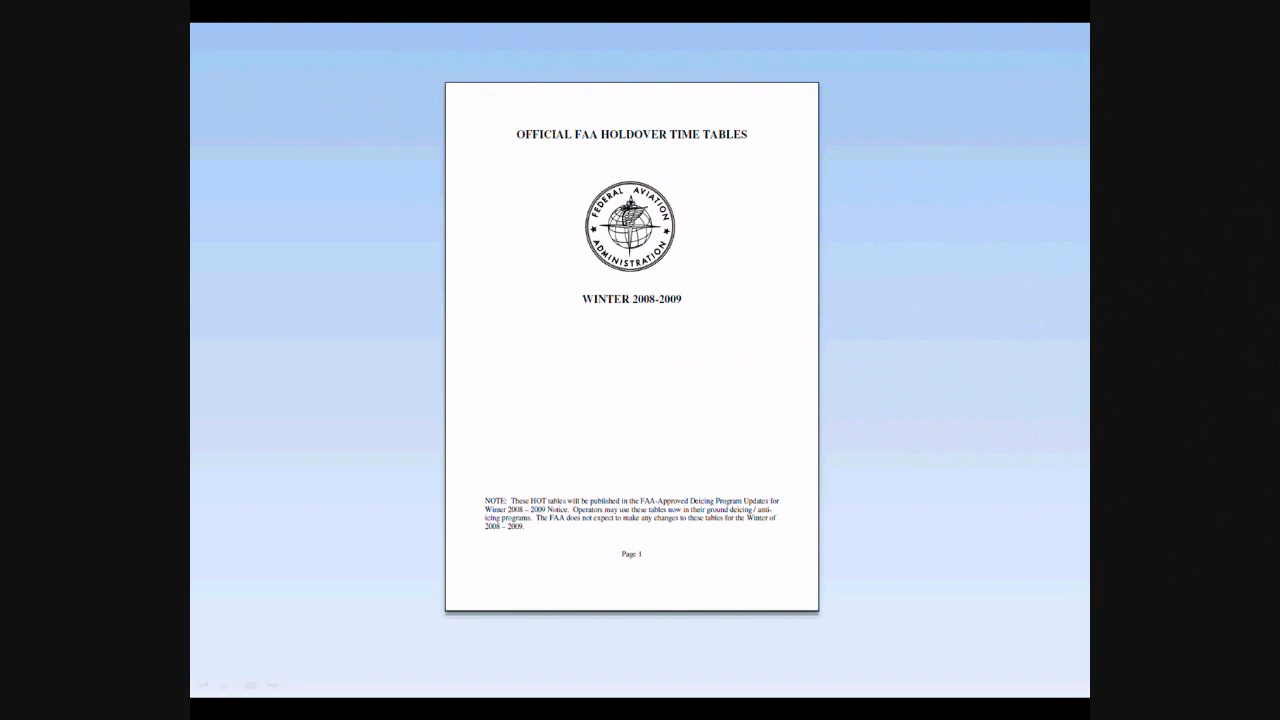 OFFICIAL FAA HOLDOVER TIME TABLES
FEDERAL AVIATION
ADMINISTRATION
WINTER 2008-2009
NOTE: These HOT tables will be published in the FAA-Approved Deicing Program Updates for
Winter 2008 – 2009 Notice. Operators may use these tables now in their ground deicing / anti-
icing programs. The FAA does not expect to make any changes to these tables for the Winter of
2008 – 2009.
Page 1